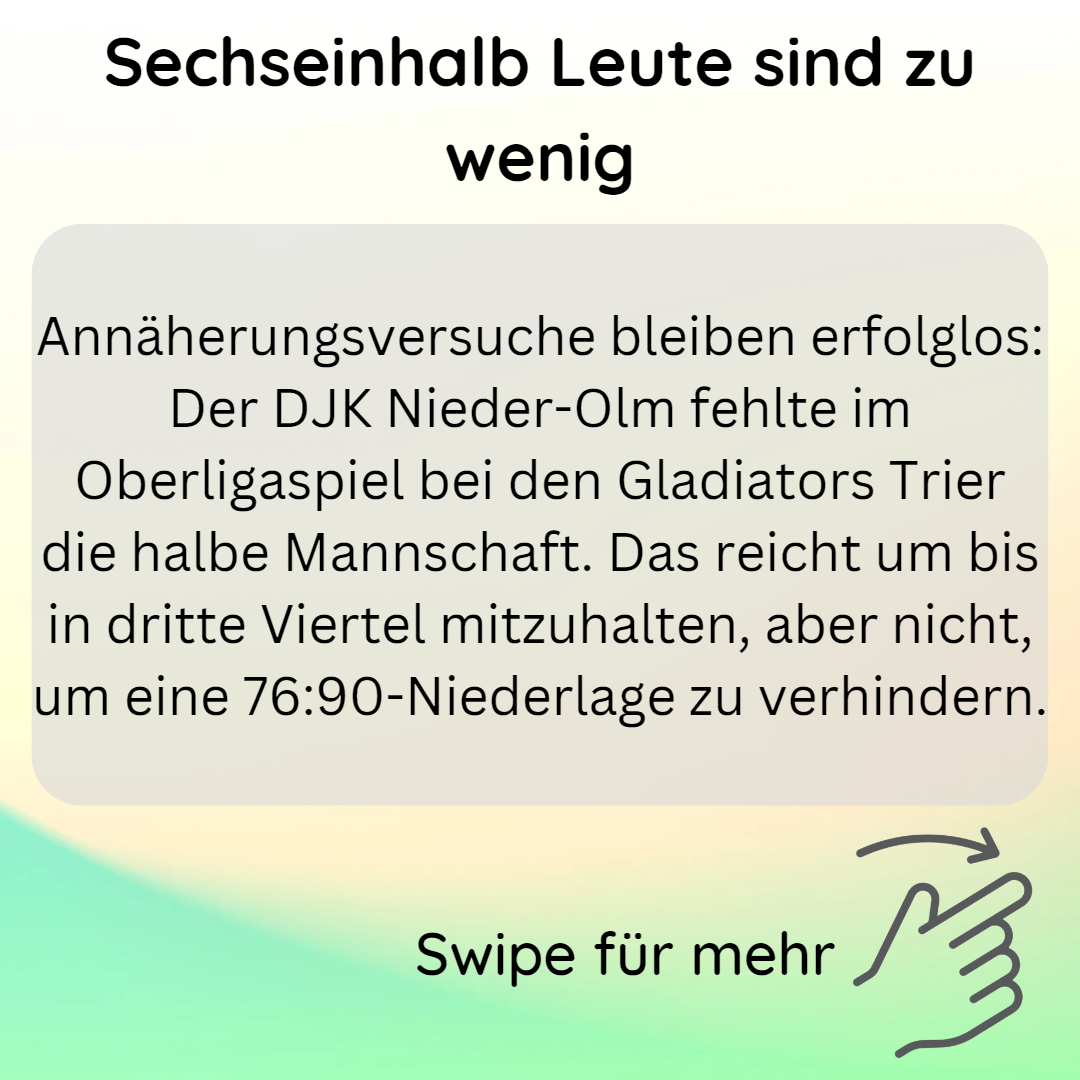 Sechseinhalb Leute sind zu
wenig
Annäherungsversuche bleiben erfolglos:
Der DJK Nieder-Olm fehlte im
Oberligaspiel bei den Gladiators Trier
die halbe Mannschaft. Das reicht um bis
in dritte Viertel mitzuhalten, aber nicht,
um eine 76:90-Niederlage zu verhindern.
Swipe für mehr